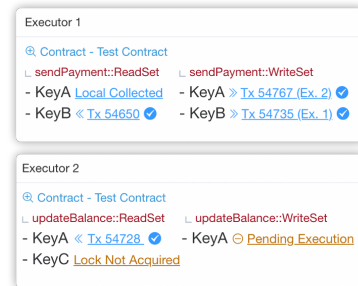 Executor 1
Contract - Test Contract
sendPayment::ReadSet sendPayment::WriteSet
- KeyA Local Collected - KeyA >> Tx 54767 (Ex. 2)
- KeyB << Tx 54650 - KeyB >> Tx 54735 (Ex. 1)
Executor 2
Contract - Test Contract
updateBalance::ReadSet updateBalance::WriteSet
- KeyA << Tx 54728 - KeyA Pending Execution
- KeyC Lock Not Acquired